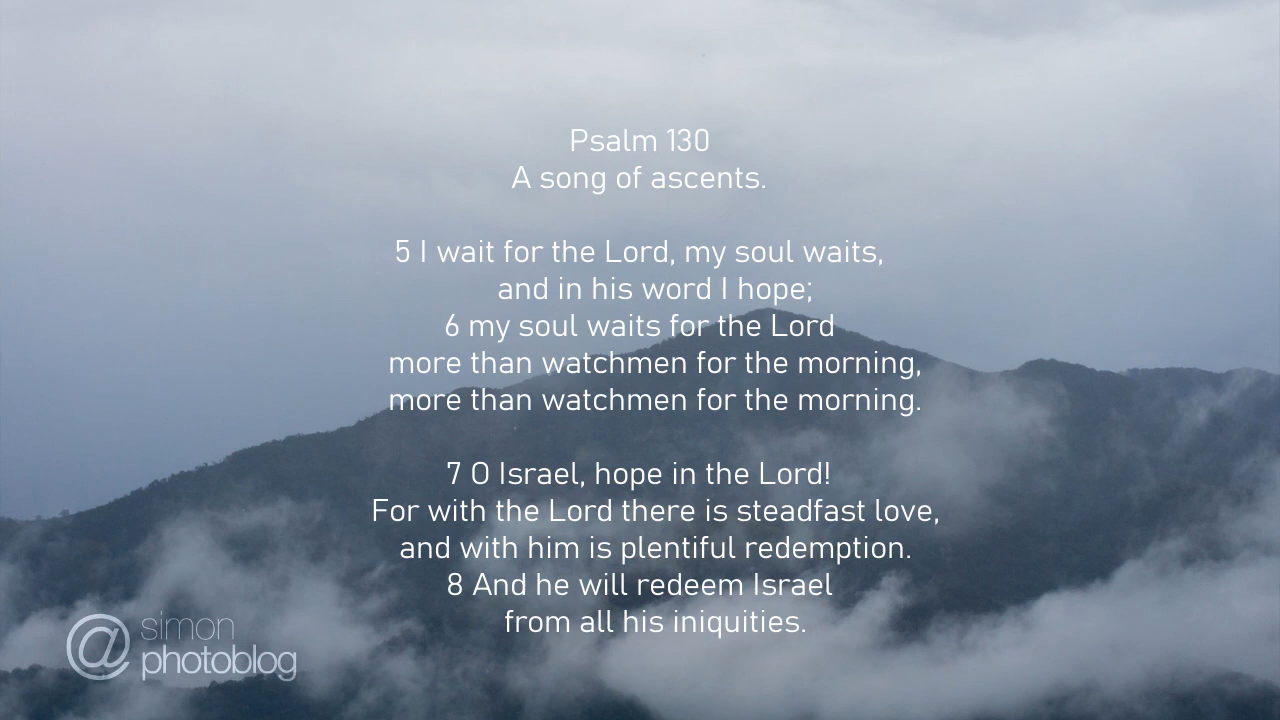 Psalm 130
A song of ascents.
5 I wait for the Lord, my soul waits,
and in his word I hope;
6 my soul waits for the Lord
more than watchmen for the morning,
more than watchmen for the morning.
7 O Israel, hope in the Lord!
For with the Lord there is steadfast love,
and with him is plentiful redemption.
8 And he will redeem Israel
from all his iniquities.
@ simon
photoblog